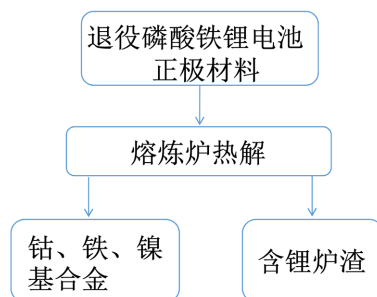 退役磷酸铁锂电池
正极材料
熔炼炉热解
钴、铁、镍
基合金
含锂炉渣